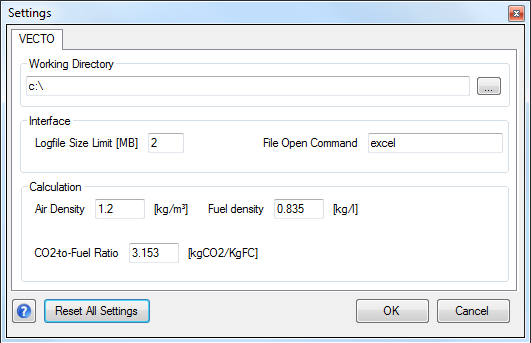 Settings
VECTO
Working Directory
c:\
...
Interface
Logfile Size Limit [MB] 2 File Open Command excel
Calculation
Air Density 1.2 [kg/m³] Fuel density 0.835 [kg/l]
CO2-to-Fuel Ratio 3.153 [kgCO2/KgFC]
? Reset All Settings OK Cancel